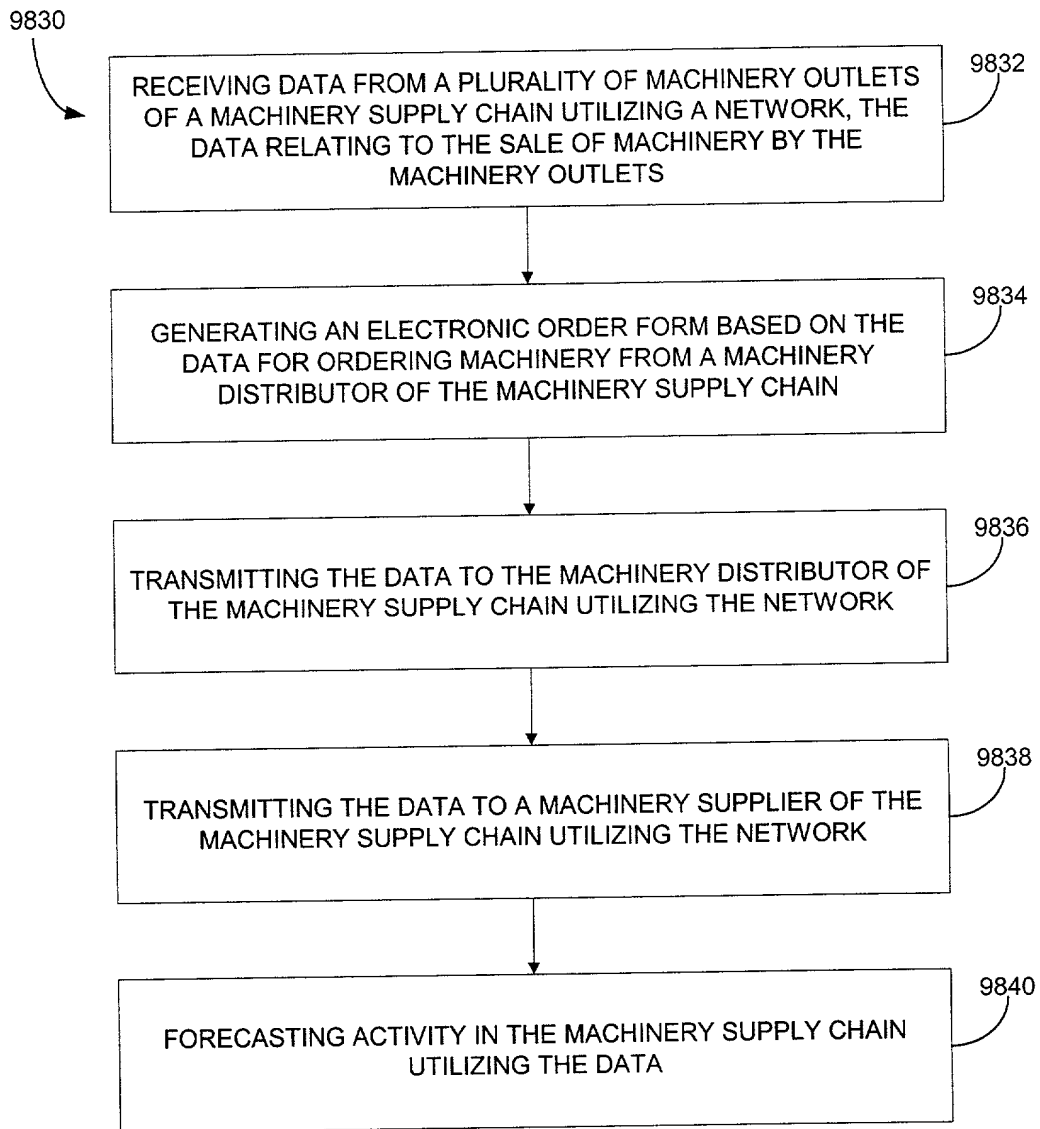 9830
9832
RECEIVING DATA FROM A PLURALITY OF MACHINERY OUTLETS
OF A MACHINERY SUPPLY CHAIN UTILIZING A NETWORK, THE
DATA RELATING TO THE SALE OF MACHINERY BY THE
MACHINERY OUTLETS
9834
GENERATING AN ELECTRONIC ORDER FORM BASED ON THE
DATA FOR ORDERING MACHINERY FROM A MACHINERY
DISTRIBUTOR OF THE MACHINERY SUPPLY CHAIN
9836
TRANSMITTING THE DATA TO THE MACHINERY DISTRIBUTOR OF
THE MACHINERY SUPPLY CHAIN UTILIZING THE NETWORK
9838
TRANSMITTING THE DATA TO A MACHINERY SUPPLIER OF THE
MACHINERY SUPPLY CHAIN UTILIZING THE NETWORK
9840
FORECASTING ACTIVITY IN THE MACHINERY SUPPLY CHAIN
UTILIZING THE DATA